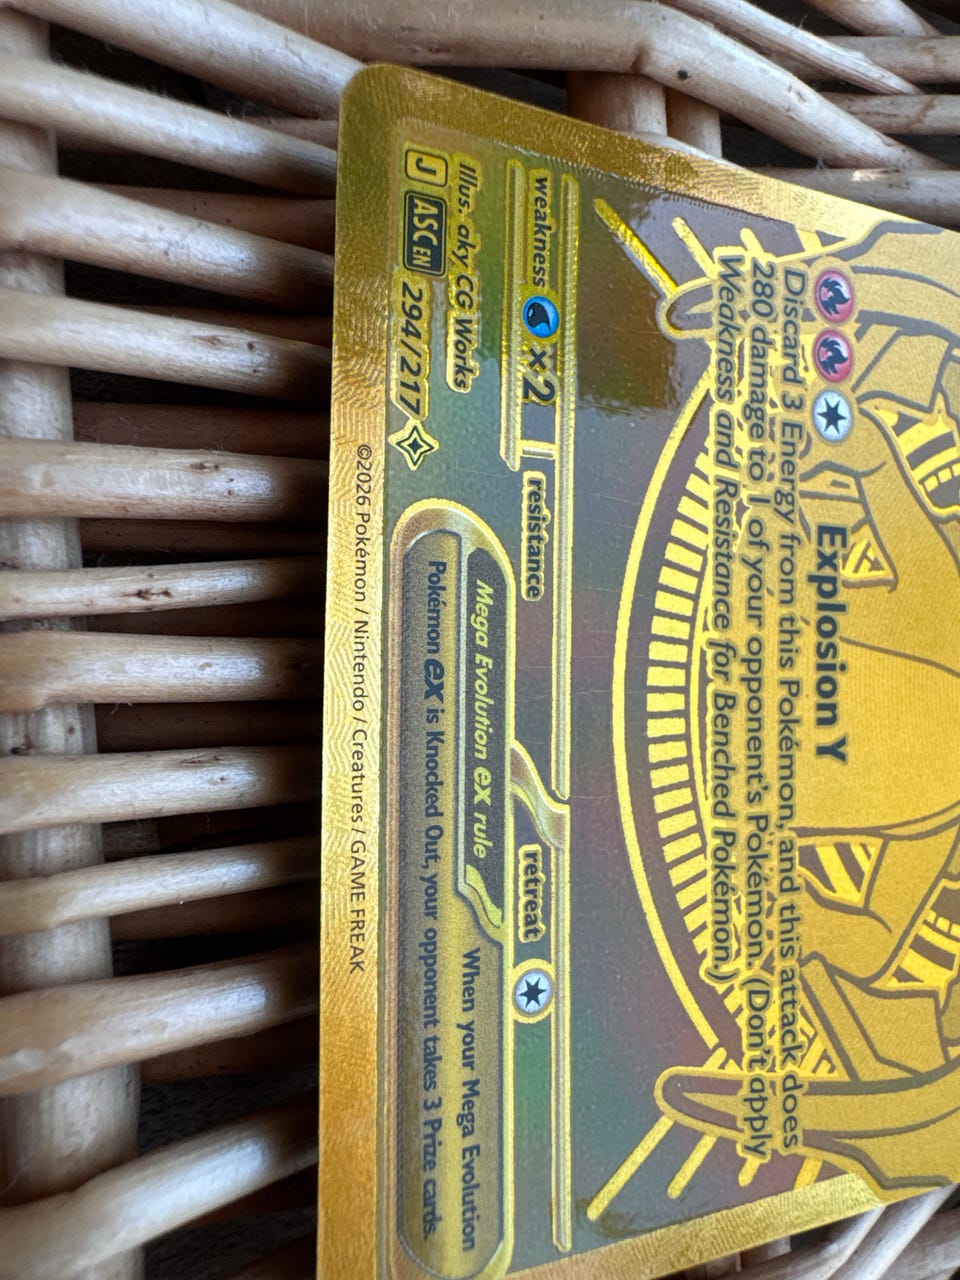 Explosion Y
Discard 3 Energy from this Pokémon, and this attack does
280 damage to 1 of your opponent's Pokémon. (Don't apply
Weakness and Resistance for Benched Pokémon.)
weakness ×2 resistance retreat
Illus. aky CG Works
Mega Evolution ex rule When your Mega Evolution
Pokémon ex is Knocked Out, your opponent takes 3 Prize cards.
J ASC EN 294/217
©2026 Pokémon / Nintendo / Creatures / GAME FREAK